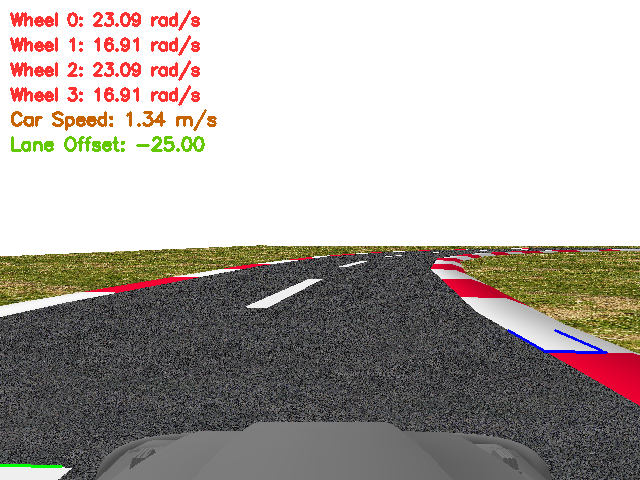 Wheel 0: 23.09 rad/s
Wheel 1: 16.91 rad/s
Wheel 2: 23.09 rad/s
Wheel 3: 16.91 rad/s
Car Speed: 1.34 m/s
Lane Offset: -25.00